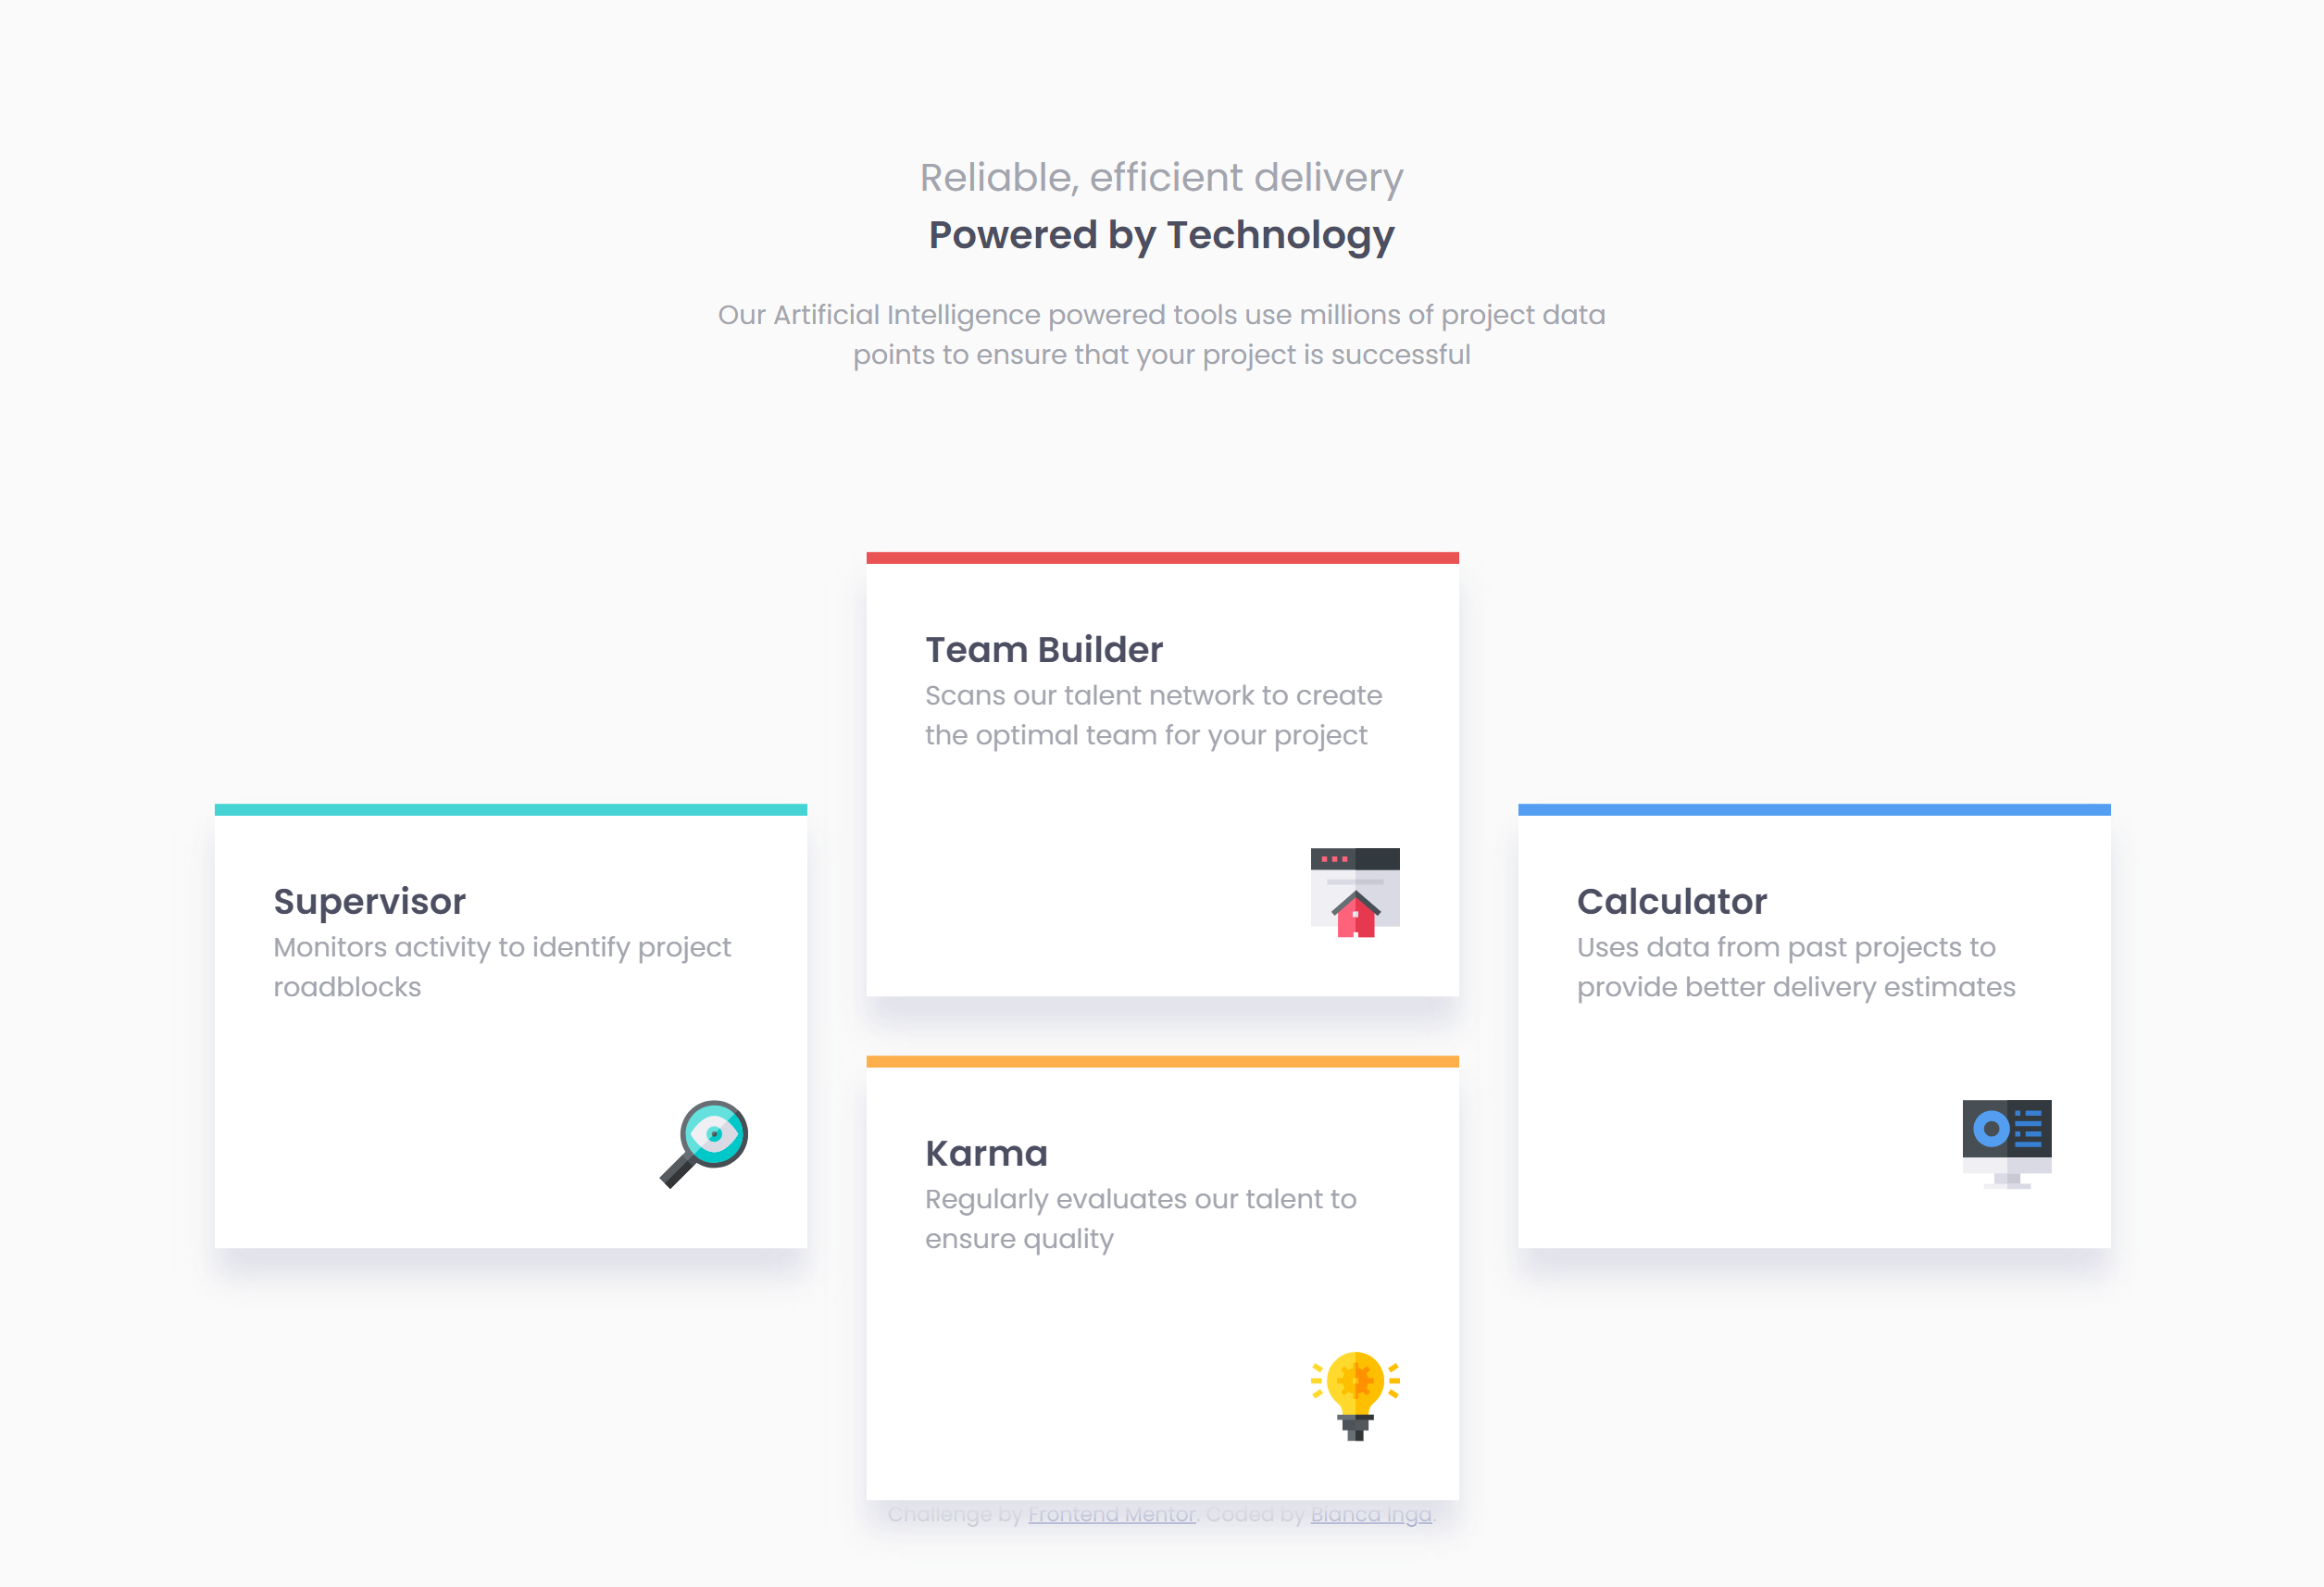 Reliable, efficient delivery
Powered by Technology
Our Artificial Intelligence powered tools use millions of project data
points to ensure that your project is successful
Supervisor
Monitors activity to identify project
roadblocks
Team Builder
Scans our talent network to create
the optimal team for your project
Karma
Regularly evaluates our talent to
ensure quality
Calculator
Uses data from past projects to
provide better delivery estimates
Challenge by Frontend Mentor. Coded by Bianca Inga.